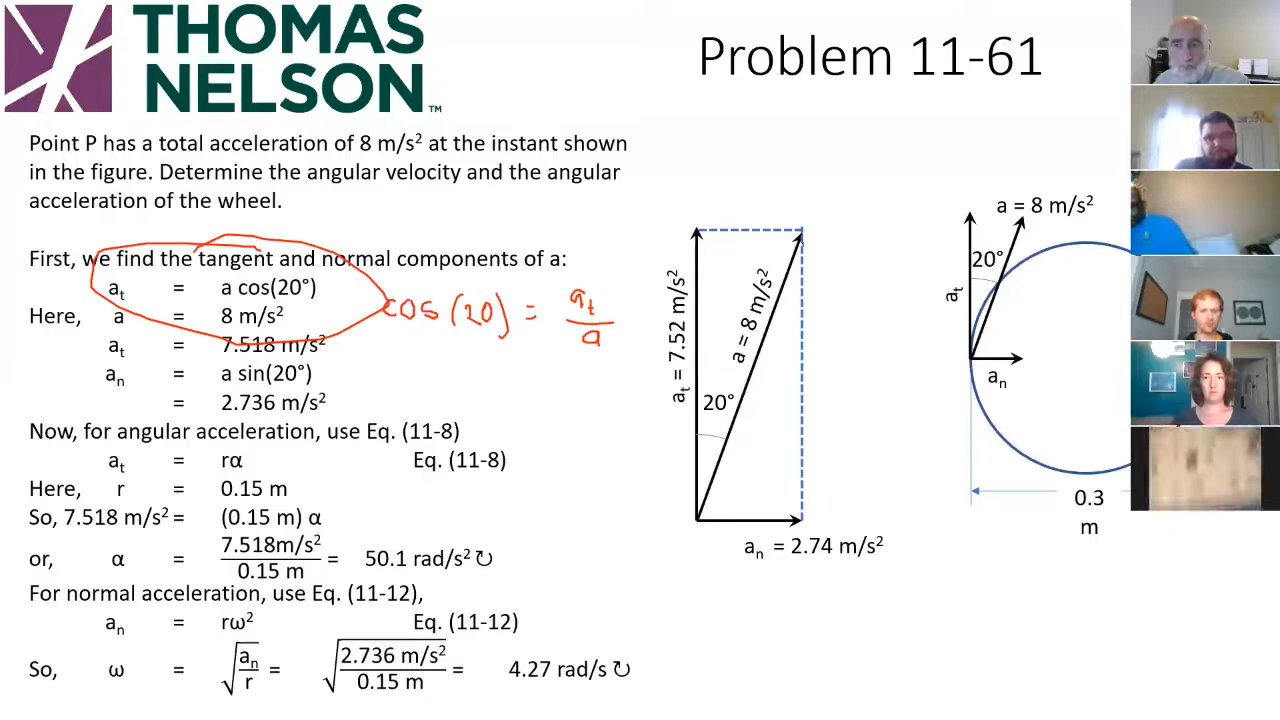 THOMAS
NELSON™
Problem 11-61
Point P has a total acceleration of 8 m/s² at the instant shown
in the figure. Determine the angular velocity and the angular
acceleration of the wheel.
First, we find the tangent and normal components of a:
aₜ = a cos(20°)
Here, a = 8 m/s²
aₜ = 7.518 m/s²
aₙ = a sin(20°)
= 2.736 m/s²
cos (20) = aₜ/a
Now, for angular acceleration, use Eq. (11-8)
aₜ = rα Eq. (11-8)
Here, r = 0.15 m
So, 7.518 m/s² = (0.15 m) α
or, α = 7.518m/s²/0.15 m = 50.1 rad/s² ↻
For normal acceleration, use Eq. (11-12),
aₙ = rω² Eq. (11-12)
So, ω = √(aₙ/r) = √(2.736 m/s²/0.15 m) = 4.27 rad/s ↻
aₜ = 7.52 m/s²
a = 8 m/s²
20°
aₙ = 2.74 m/s²
a = 8 m/s²
20°
aₜ
aₙ
0.3
m